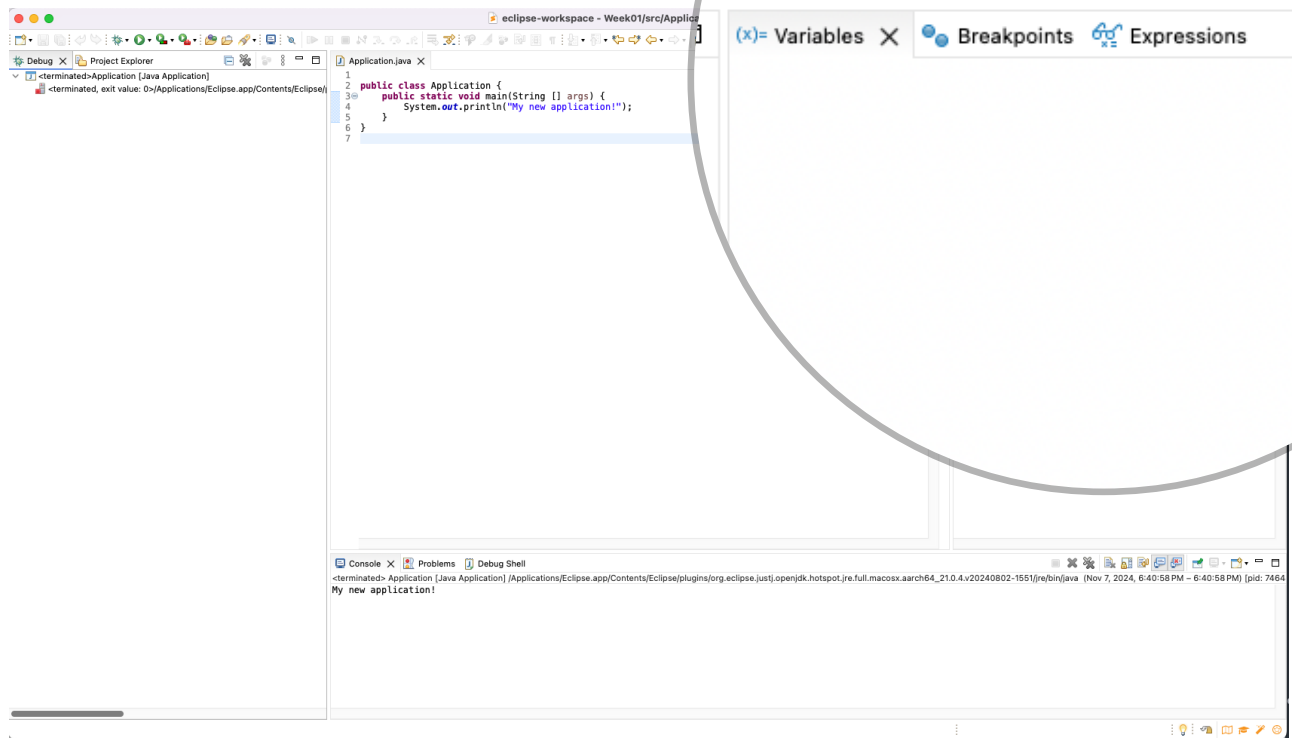 eclipse-workspace - Week01/src/Applica
(x)= Variables
Breakpoints
Expressions
Debug
Project Explorer
Application.java
<terminated>Application [Java Application]
<terminated, exit value: 0>/Applications/Eclipse.app/Contents/Eclipse/
1
2 public class Application {
3 public static void main(String [] args) {
4 System.out.println("My new application!");
5 }
6 }
7
Console
Problems
Debug Shell
<terminated> Application [Java Application] /Applications/Eclipse.app/Contents/Eclipse/plugins/org.eclipse.justj.openjdk.hotspot.jre.full.macosx.aarch64_21.0.4.v20240802-1551/jre/bin/java (Nov 7, 2024, 6:40:58 PM – 6:40:58 PM) [pid: 7464
My new application!